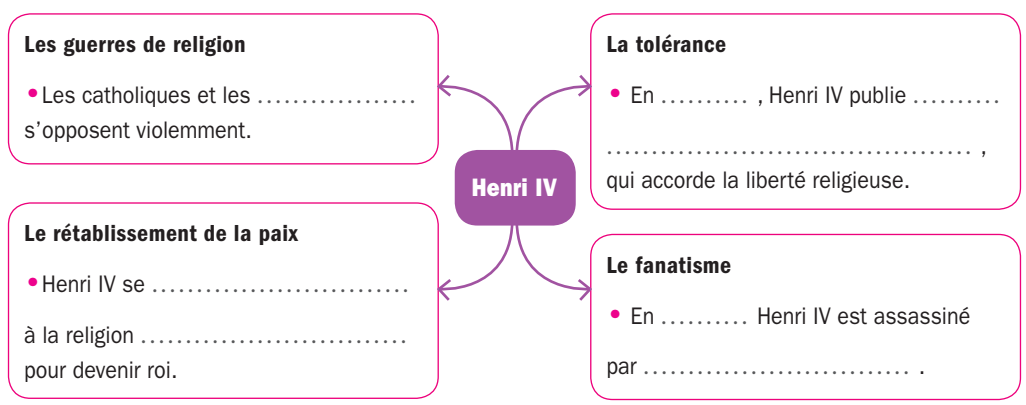 Les guerres de religion
• Les catholiques et les ..................
s’opposent violemment.
La tolérance
• En .......... , Henri IV publie ..........
......................................... ,
qui accorde la liberté religieuse.
Henri IV
Le rétablissement de la paix
• Henri IV se .............................
à la religion ..............................
pour devenir roi.
Le fanatisme
• En .......... Henri IV est assassiné
par .............................. .